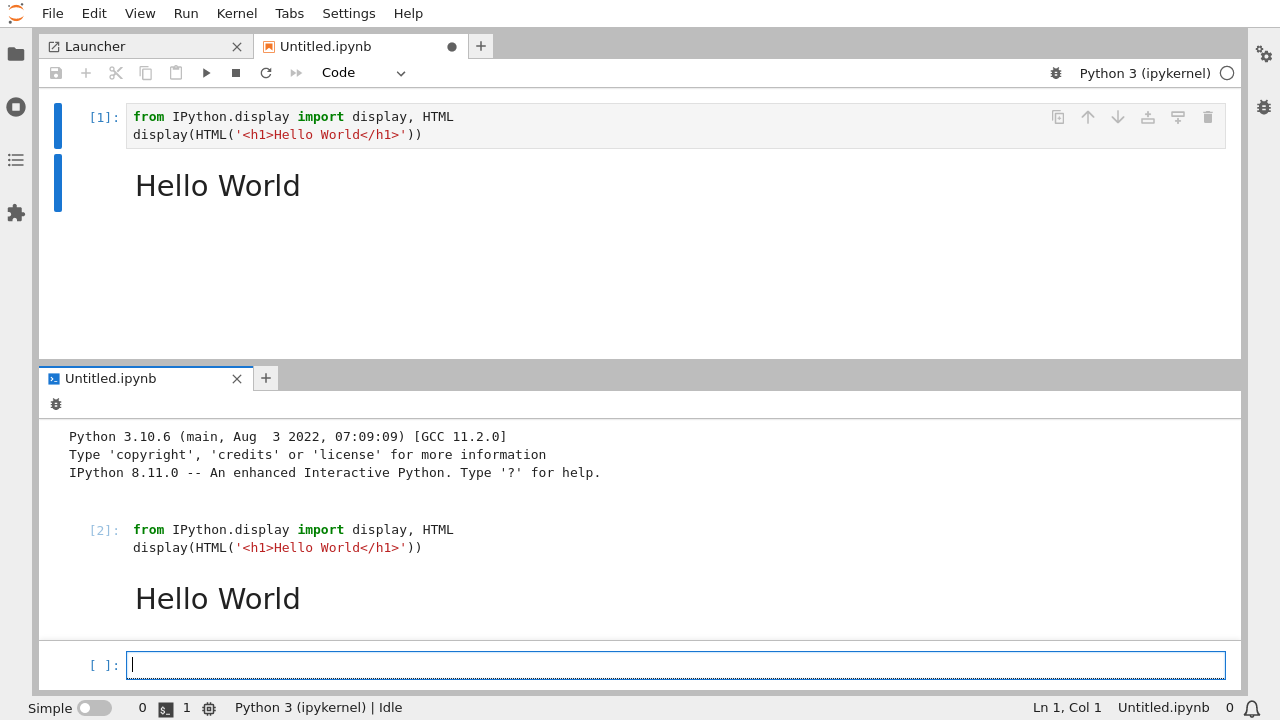 File Edit View Run Kernel Tabs Settings Help
Launcher
Untitled.ipynb
Code
Python 3 (ipykernel)
[1]:
from IPython.display import display, HTML
display(HTML('<h1>Hello World</h1>'))
Hello World
Untitled.ipynb
Python 3.10.6 (main, Aug  3 2022, 07:09:09) [GCC 11.2.0]
Type 'copyright', 'credits' or 'license' for more information
IPython 8.11.0 -- An enhanced Interactive Python. Type '?' for help.
[2]:
from IPython.display import display, HTML
display(HTML('<h1>Hello World</h1>'))
Hello World
[ ]:
Simple 0 $_ 1 Python 3 (ipykernel) | Idle Ln 1, Col 1 Untitled.ipynb 0